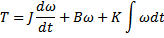 T = J dω/dt + Bω + K ∫ ωdt